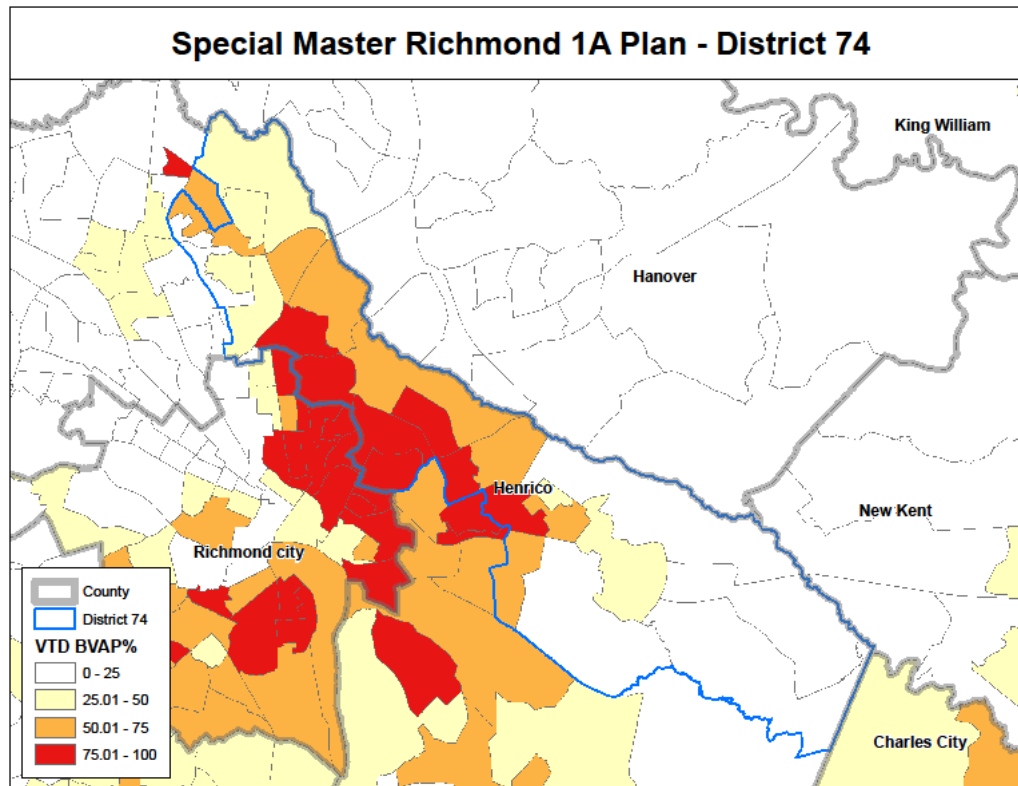 Special Master Richmond 1A Plan - District 74
King William
Hanover
Henrico
New Kent
Richmond city
Charles City
County
District 74
VTD BVAP%
0 - 25
25.01 - 50
50.01 - 75
75.01 - 100